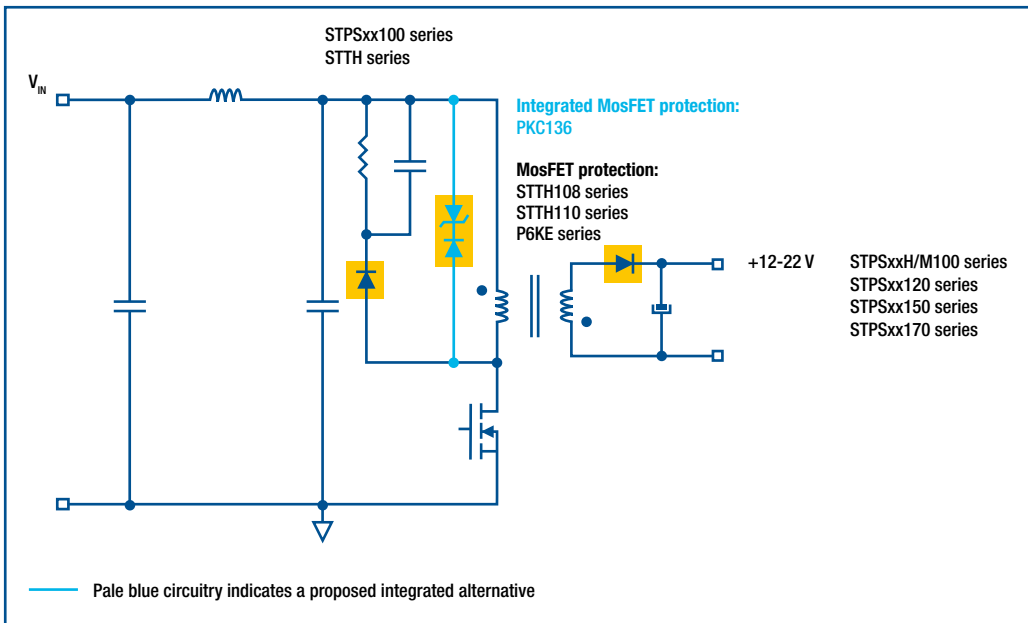 STPSxx100 series
STTH series
VIN
Integrated MosFET protection:
PKC136
MosFET protection:
STTH108 series
STTH110 series
P6KE series
+12-22 V
STPSxxH/M100 series
STPSxx120 series
STPSxx150 series
STPSxx170 series
Pale blue circuitry indicates a proposed integrated alternative